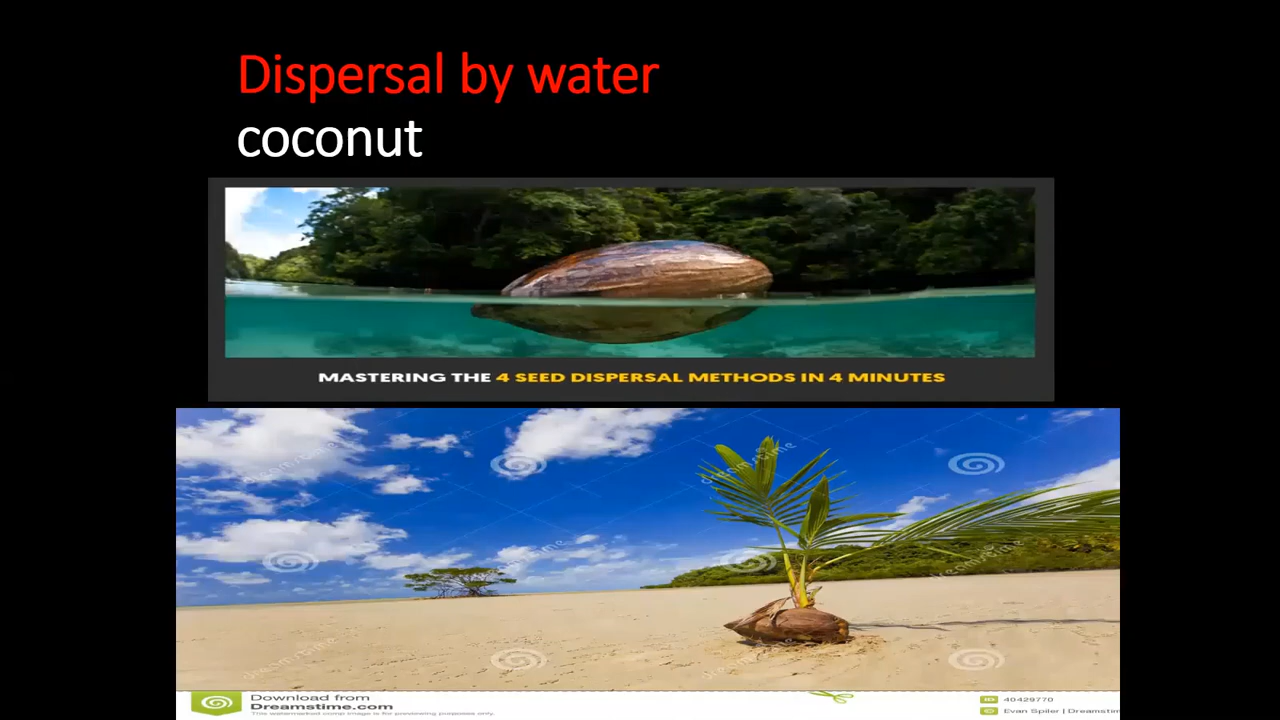 Dispersal by water
coconut
MASTERING THE 4 SEED DISPERSAL METHODS IN 4 MINUTES
dreamstime
Download from
Dreamstime.com
This watermarked comp image is for previewing purposes only.
40429770
Evan Spiler | Dreamstim